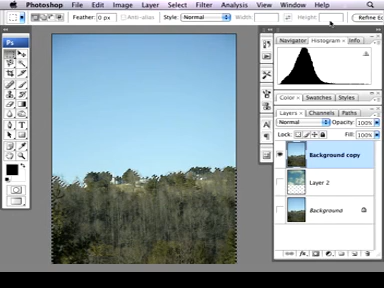 Photoshop File Edit Image Layer Select Filter Analysis View Window Help
Feather: 0 px Anti-alias Style: Normal Width: Height: Refine Ed
Ps
Navigator Histogram Info
Color Swatches Styles
Layers Channels Paths
Normal Opacity: 100%
Lock: Fill: 100%
Background copy
Layer 2
Background